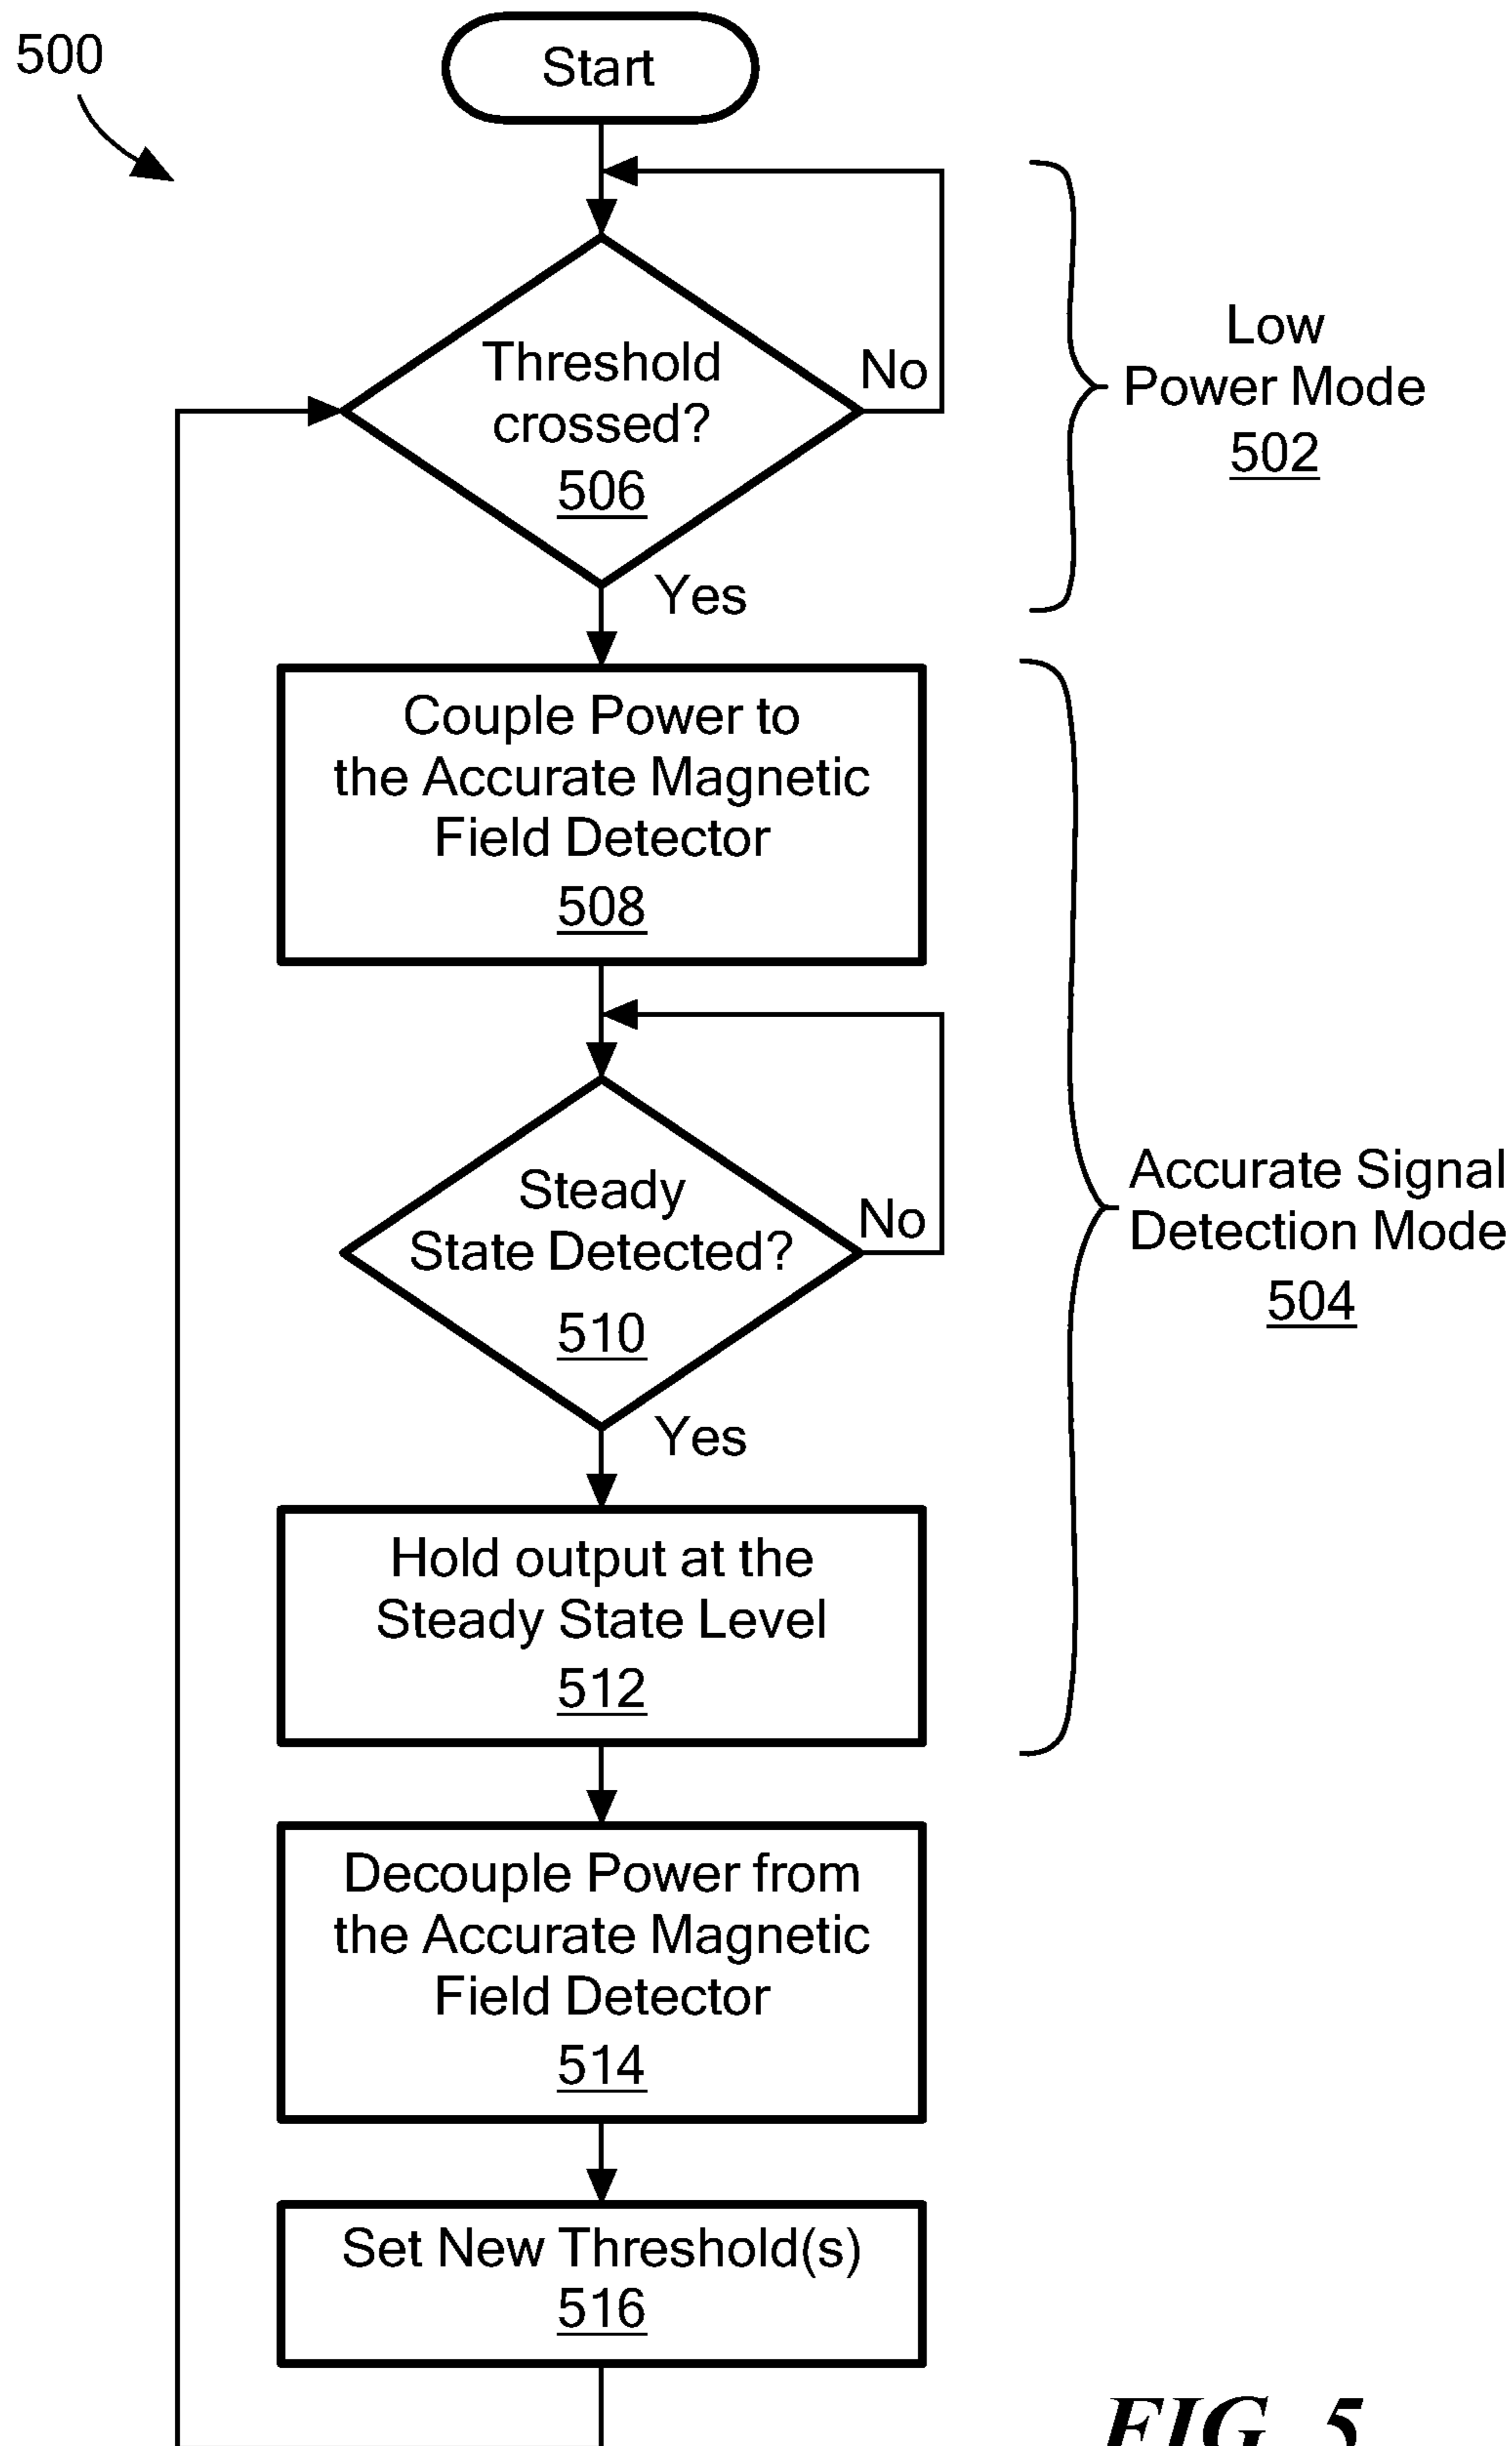 500
Start
Threshold
crossed?
506
No
Yes
Low
Power Mode
502
Couple Power to
the Accurate Magnetic
Field Detector
508
Steady
State Detected?
510
No
Yes
Accurate Signal
Detection Mode
504
Hold output at the
Steady State Level
512
Decouple Power from
the Accurate Magnetic
Field Detector
514
Set New Threshold(s)
516
FIG. 5